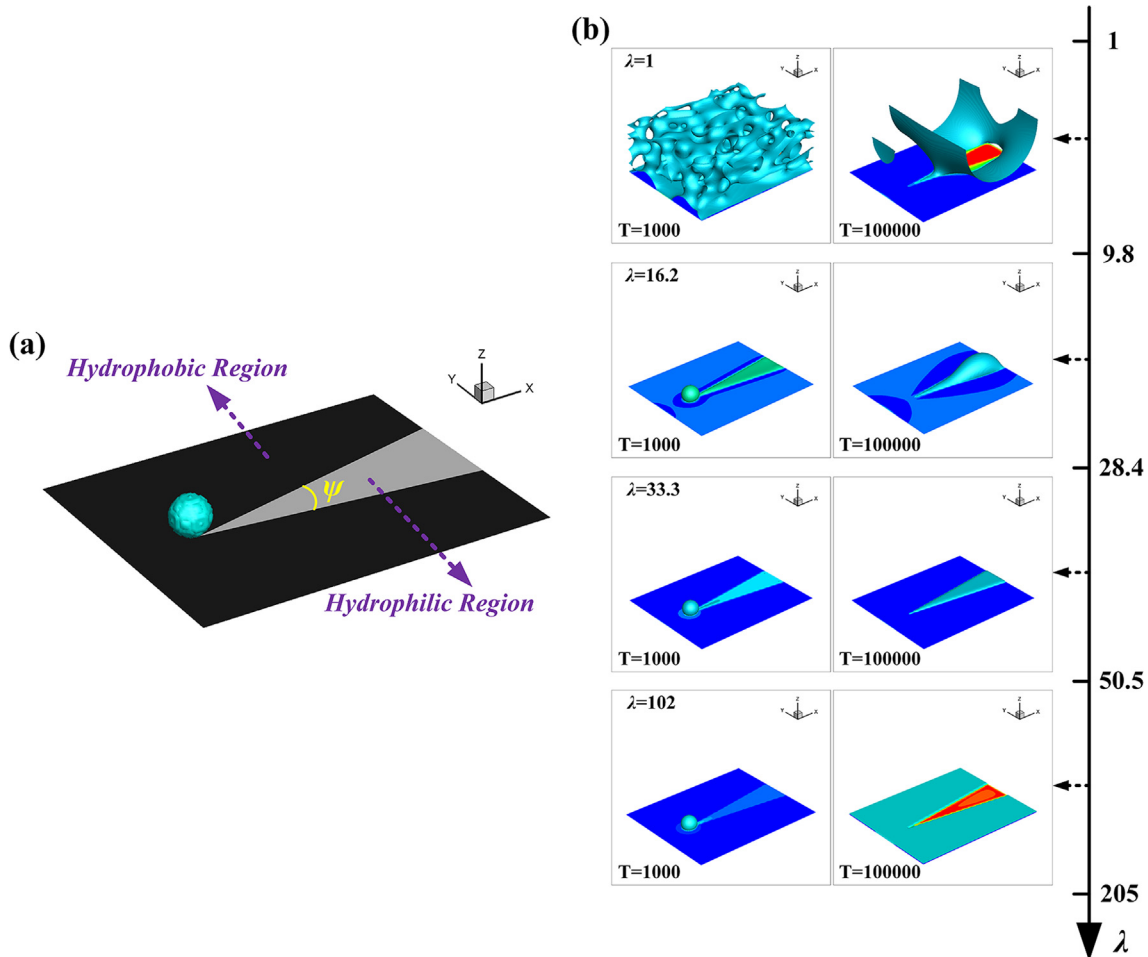 (a)
Hydrophobic Region
Z
Y
X
ψ
Hydrophilic Region
(b)
λ=1
Z
Y
X
T=1000
Z
Y
X
T=100000
λ=16.2
Z
Y
X
T=1000
Z
Y
X
T=100000
λ=33.3
Z
Y
X
T=1000
Z
Y
X
T=100000
λ=102
Z
Y
X
T=1000
Z
Y
X
T=100000
1
9.8
28.4
50.5
205
λ